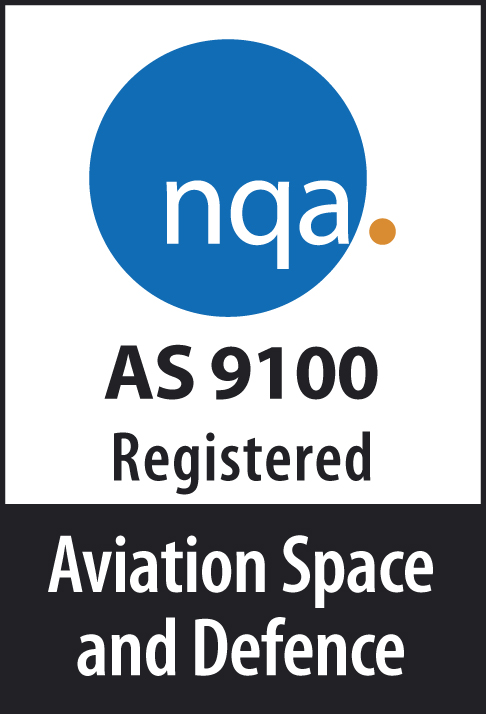 nqa.
AS 9100
Registered
Aviation Space
and Defence